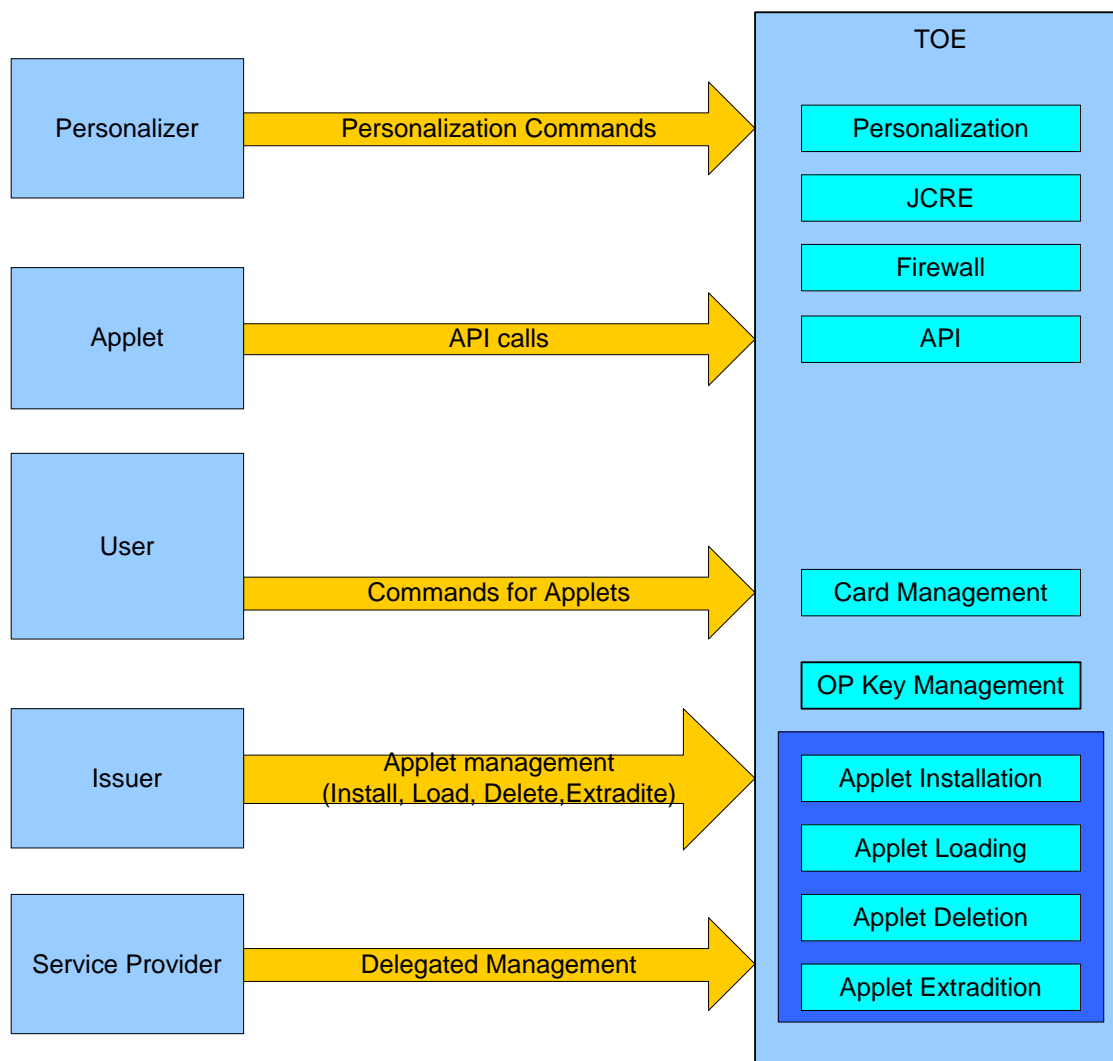 TOE
Personalizer
Personalization Commands
Personalization
JCRE
Firewall
Applet
API calls
API
User
Commands for Applets
Card Management
OP Key Management
Issuer
Applet management
(Install, Load, Delete,Extradite)
Applet Installation
Applet Loading
Applet Deletion
Service Provider
Delegated Management
Applet Extradition